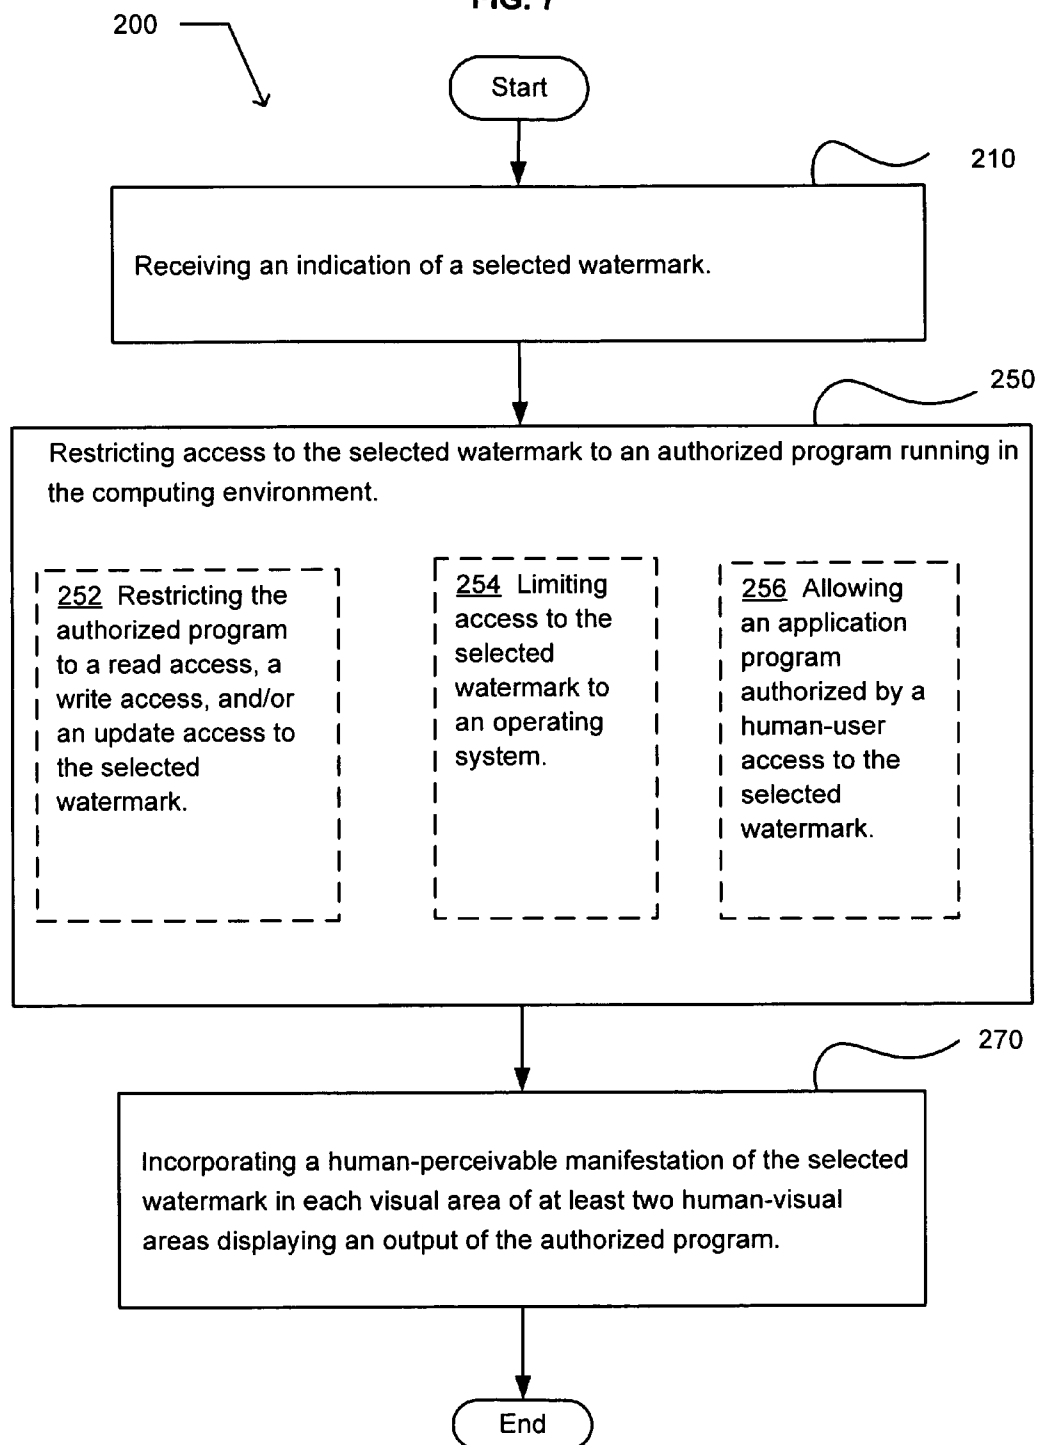 FIG. 7
200
Start
210
Receiving an indication of a selected watermark.
250
Restricting access to the selected watermark to an authorized program running in
the computing environment.
252 Restricting the
authorized program
to a read access, a
write access, and/or
an update access to
the selected
watermark.
254 Limiting
access to the
selected
watermark to
an operating
system.
256 Allowing
an application
program
authorized by a
human-user
access to the
selected
watermark.
270
Incorporating a human-perceivable manifestation of the selected
watermark in each visual area of at least two human-visual
areas displaying an output of the authorized program.
End